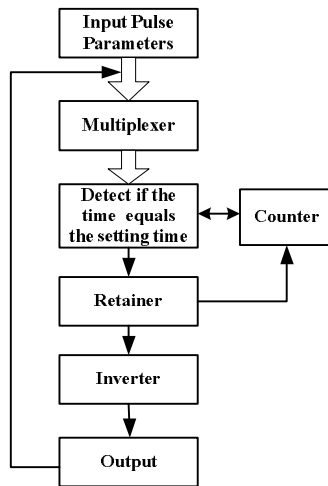 Input Pulse
Parameters
Multiplexer
Detect if the
time equals
the setting time
Counter
Retainer
Inverter
Output